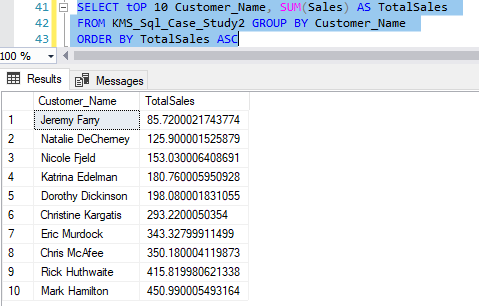 41 SELECT tOP 10 Customer_Name, SUM(Sales) AS TotalSales
42 FROM KMS_Sql_Case_Study2 GROUP BY Customer_Name
43 ORDER BY TotalSales ASC
100 %
Results Messages
Customer_Name TotalSales
1 Jeremy Farry 85.7200021743774
2 Natalie DeCherney 125.900001525879
3 Nicole Fjeld 153.030006408691
4 Katrina Edelman 180.760005950928
5 Dorothy Dickinson 198.080001831055
6 Christine Kargatis 293.2200050354
7 Eric Murdock 343.32799911499
8 Chris McAfee 350.180004119873
9 Rick Huthwaite 415.819980621338
10 Mark Hamilton 450.990005493164